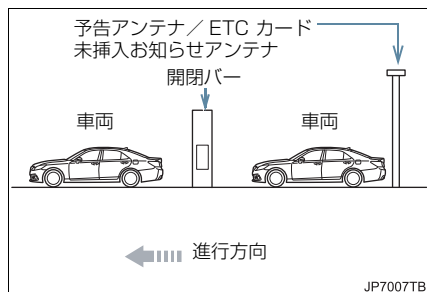 予告アンテナ／ETC カード
未挿入お知らせアンテナ
開閉バー
車両
車両
進行方向
JP7007TB